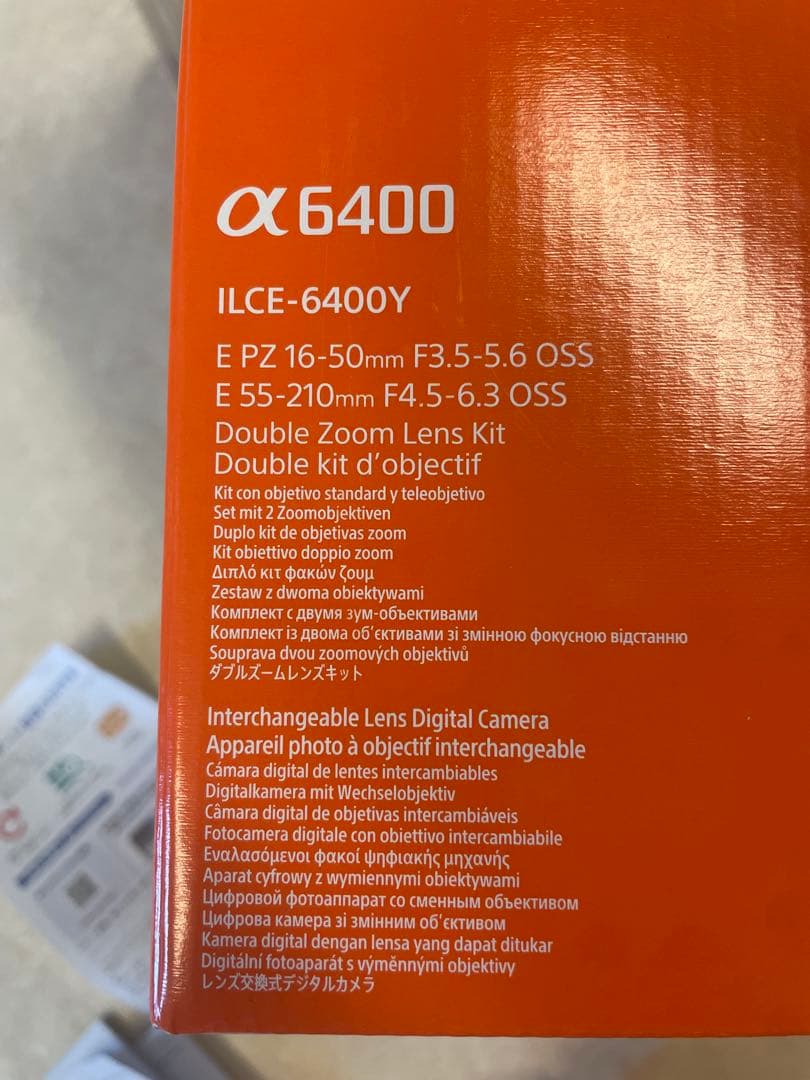 α6400
ILCE-6400Y
E PZ 16-50mm F3.5-5.6 OSS
E 55-210mm F4.5-6.3 OSS
Double Zoom Lens Kit
Double kit d'objectif
Kit con objetivo standard y teleobjetivo
Set mit 2 Zoomobjektiven
Duplo kit de objetivas zoom
Kit obiettivo doppio zoom
Διπλό κιτ φακών ζουμ
Zestaw z dwoma obiektywami
Комплект с двумя зум-объективами
Комплект із двома об'єктивами зі змінною фокусною відстанню
Souprava dvou zoomových objektivů
ダブルズームレンズキット
Interchangeable Lens Digital Camera
Appareil photo à objectif interchangeable
Cámara digital de lentes intercambiables
Digitalkamera mit Wechselobjektiv
Câmara digital de objetivas intercambiáveis
Fotocamera digitale con obiettivo intercambiabile
Εναλασόμενοι φακοί ψηφιακής μηχανής
Aparat cyfrowy z wymiennymi obiektywami
Цифровой фотоаппарат со сменным объективом
Цифрова камера зі змінним об'єктивом
Kamera digital dengan lensa yang dapat ditukar
Digitální fotoaparát s výměnnými objektivy
レンズ交換式デジタルカメラ